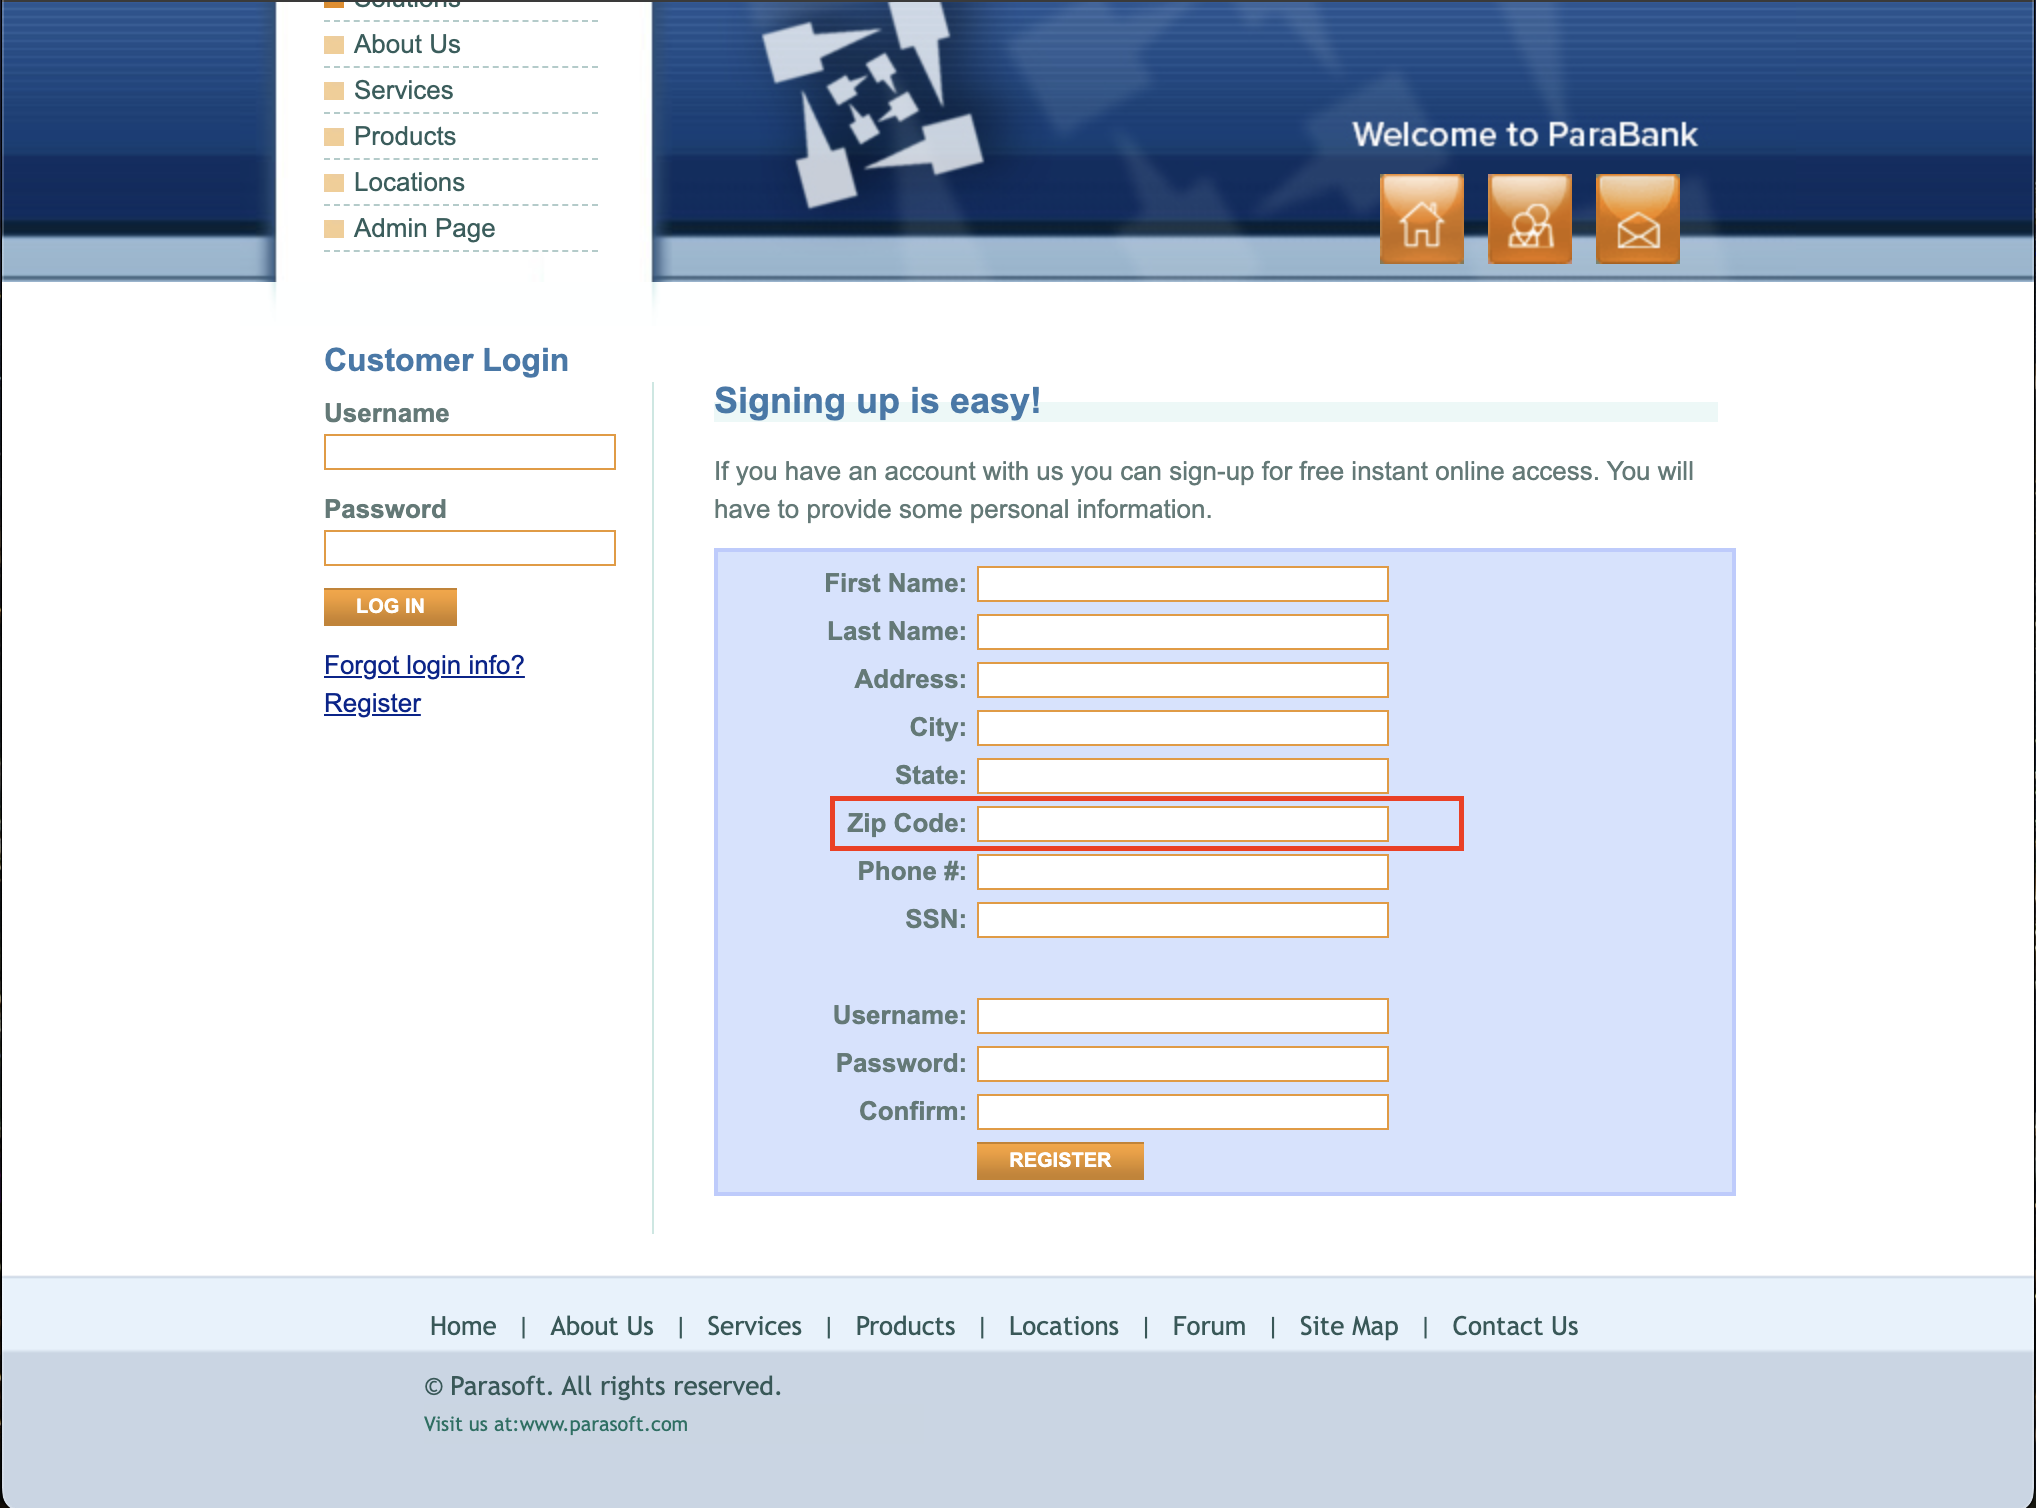 Solutions
About Us
Services
Products
Locations
Admin Page
Welcome to ParaBank
Customer Login
Username
Password
LOG IN
Forgot login info?
Register
Signing up is easy!
If you have an account with us you can sign-up for free instant online access. You will
have to provide some personal information.
First Name:
Last Name:
Address:
City:
State:
Zip Code:
Phone #:
SSN:
Username:
Password:
Confirm:
REGISTER
Home | About Us | Services | Products | Locations | Forum | Site Map | Contact Us
© Parasoft. All rights reserved.
Visit us at:www.parasoft.com